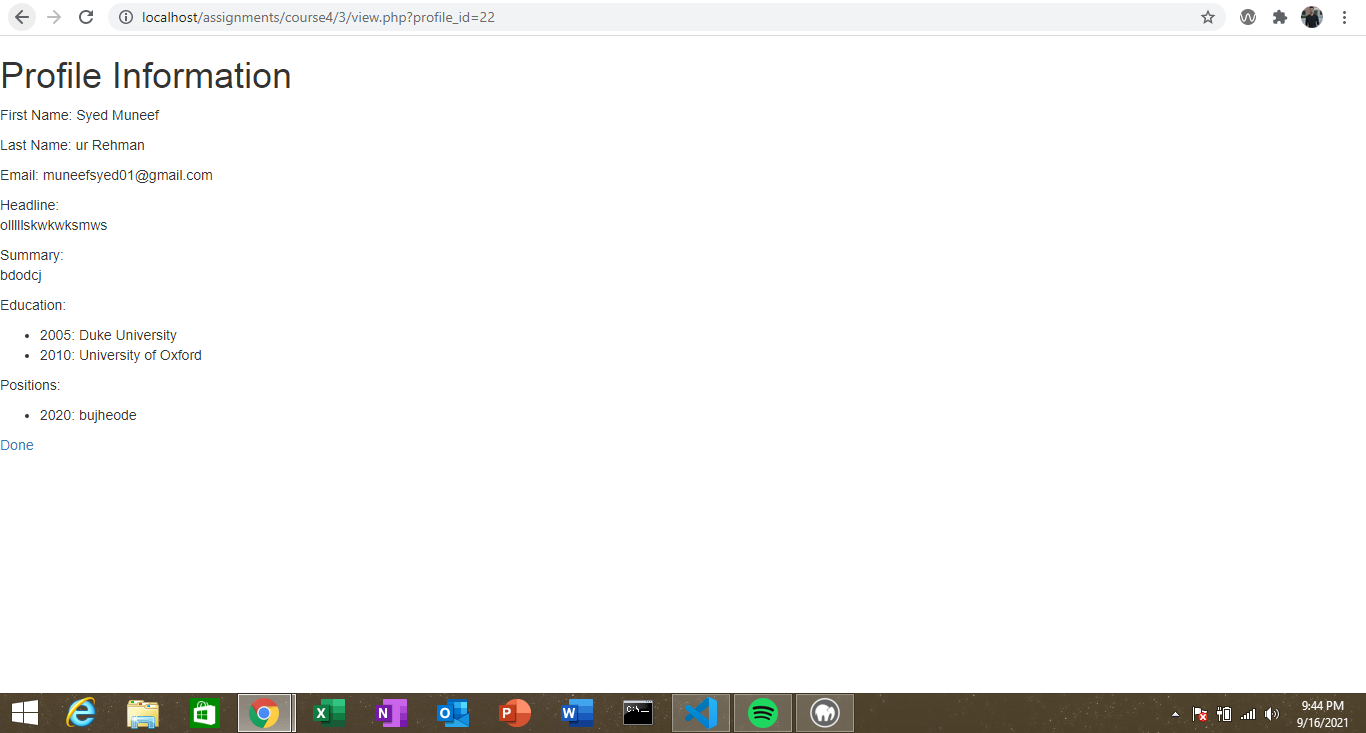 localhost/assignments/course4/3/view.php?profile_id=22
Profile Information
First Name: Syed Muneef
Last Name: ur Rehman
Email: muneefsyed01@gmail.com
Headline:
olllllskwkwksmws
Summary:
bdodcj
Education:
2005: Duke University
2010: University of Oxford
Positions:
2020: bujheode
Done
9:44 PM
9/16/2021